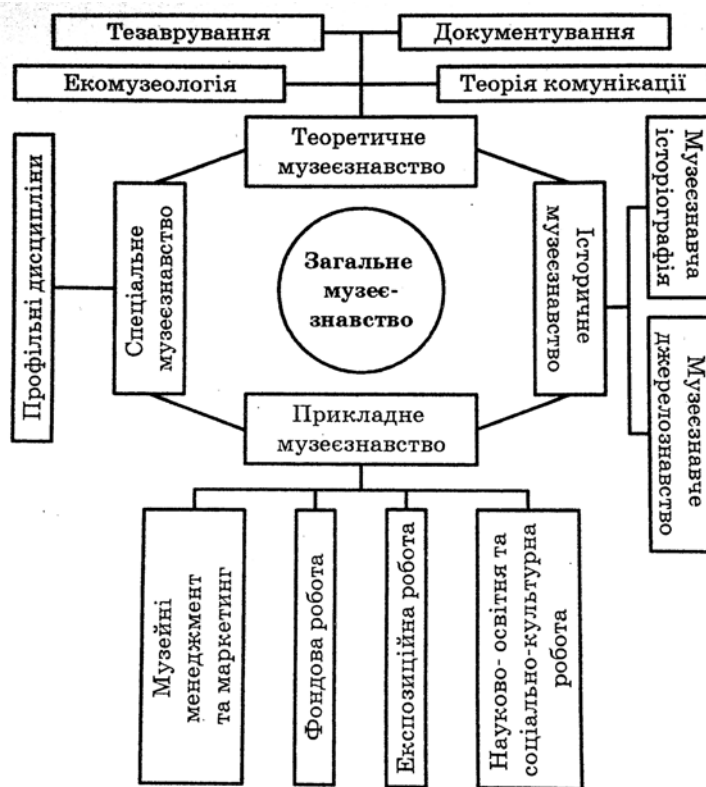 Тезаврування
Документування
Екомузеологія
Теорія комунікації
Теоретичне
музеєзнавство
Профільні дисципліни
Спеціальне
музеєзнавство
Загальне
музеє-
знавство
Історичне
музеєзнавство
Музеєзнавча
історіографія
Музеєзнавче
джерелознавство
Прикладне
музеєзнавство
Музейні
менеджмент
та маркетинг
Фондова робота
Експозиційна робота
Науково- освітня та
соціально-культурна
робота